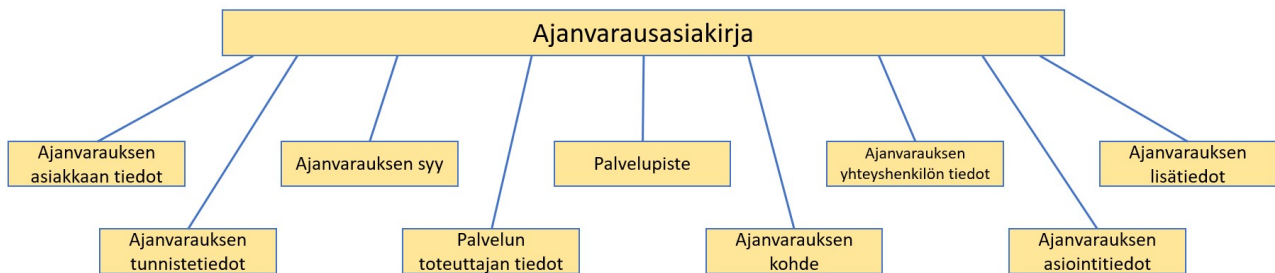 Ajanvarausasiakirja
Ajanvarauksen
asiakkaan tiedot
Ajanvarauksen syy
Palvelupiste
Ajanvarauksen
yhteyshenkilön tiedot
Ajanvarauksen
lisätiedot
Ajanvarauksen
tunnistetiedot
Palvelun
toteuttajan tiedot
Ajanvarauksen
kohde
Ajanvarauksen
asiointitiedot